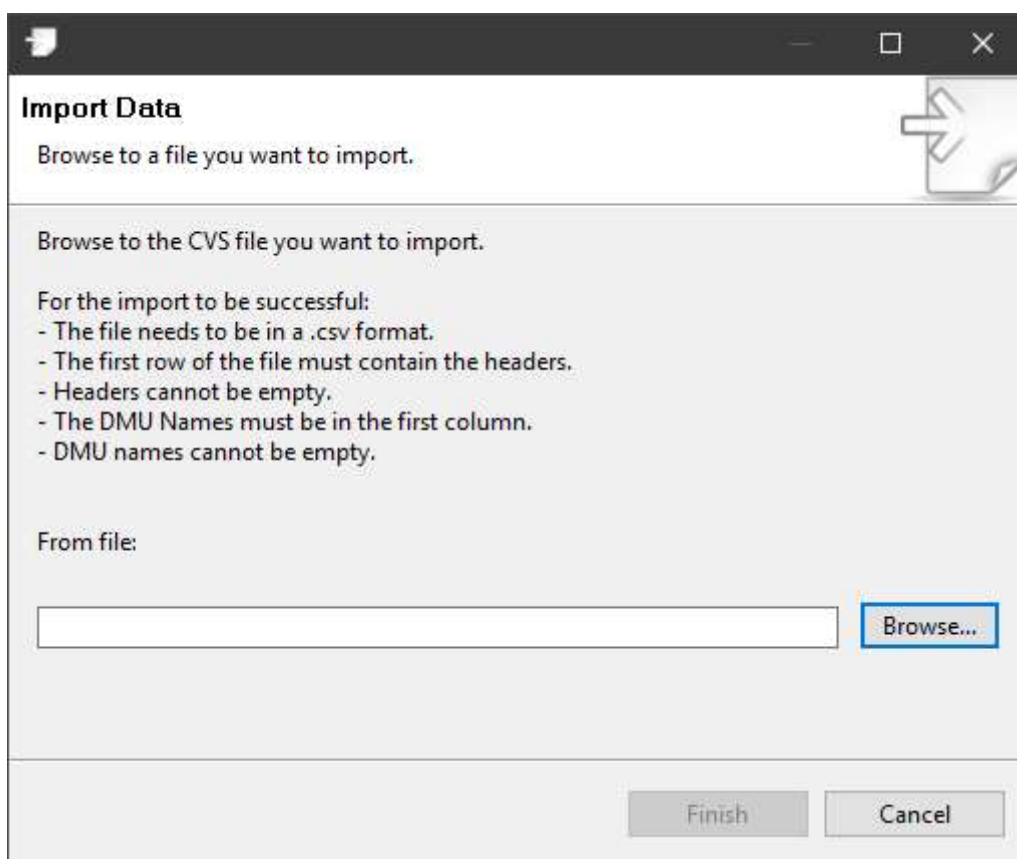 Import Data
Browse to a file you want to import.
Browse to the CVS file you want to import.
For the import to be successful:
- The file needs to be in a .csv format.
- The first row of the file must contain the headers.
- Headers cannot be empty.
- The DMU Names must be in the first column.
- DMU names cannot be empty.
From file:
Browse...
Finish
Cancel